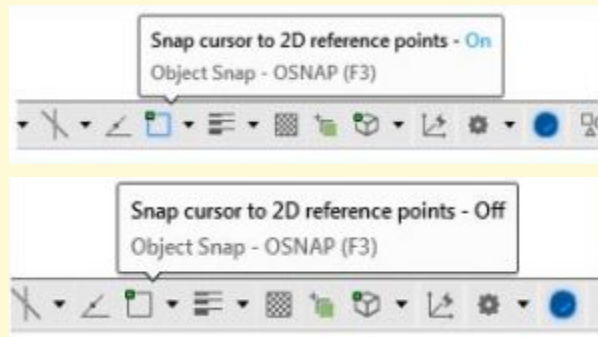 Snap cursor to 2D reference points - On
Object Snap - OSNAP (F3)
Snap cursor to 2D reference points - Off
Object Snap - OSNAP (F3)